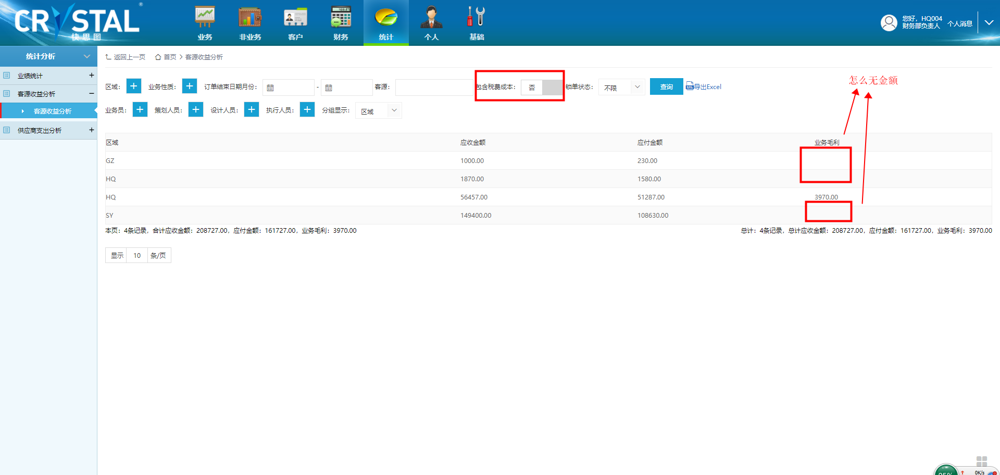 CRYSTAL ®
快思图
业务
非业务
客户
财务
统计
个人
基础
您好，HQ004
财务部负责人
个人消息
统计分析
业绩统计 +
客源收益分析 −
客源收益分析
供应商支出分析 +
返回上一页 首页 > 客源收益分析
区域： + 业务性质： + 订单结束日期月份： - 客源： 包含税费成本： 否 锁单状态： 不限 查询 导出Excel
业务员： + 策划人员： + 设计人员： + 执行人员： + 分组显示： 区域
怎么无金额
区域 应收金额 应付金额 业务毛利
GZ 1000.00 230.00
HQ 1870.00 1580.00
HQ 56457.00 51287.00 3970.00
SY 149400.00 108630.00
本页：4条记录，合计应收金额：208727.00，应付金额：161727.00，业务毛利：3970.00
总计：4条记录，总计应收金额：208727.00，应付金额：161727.00，业务毛利：3970.00
显示 10 条/页
0K/s